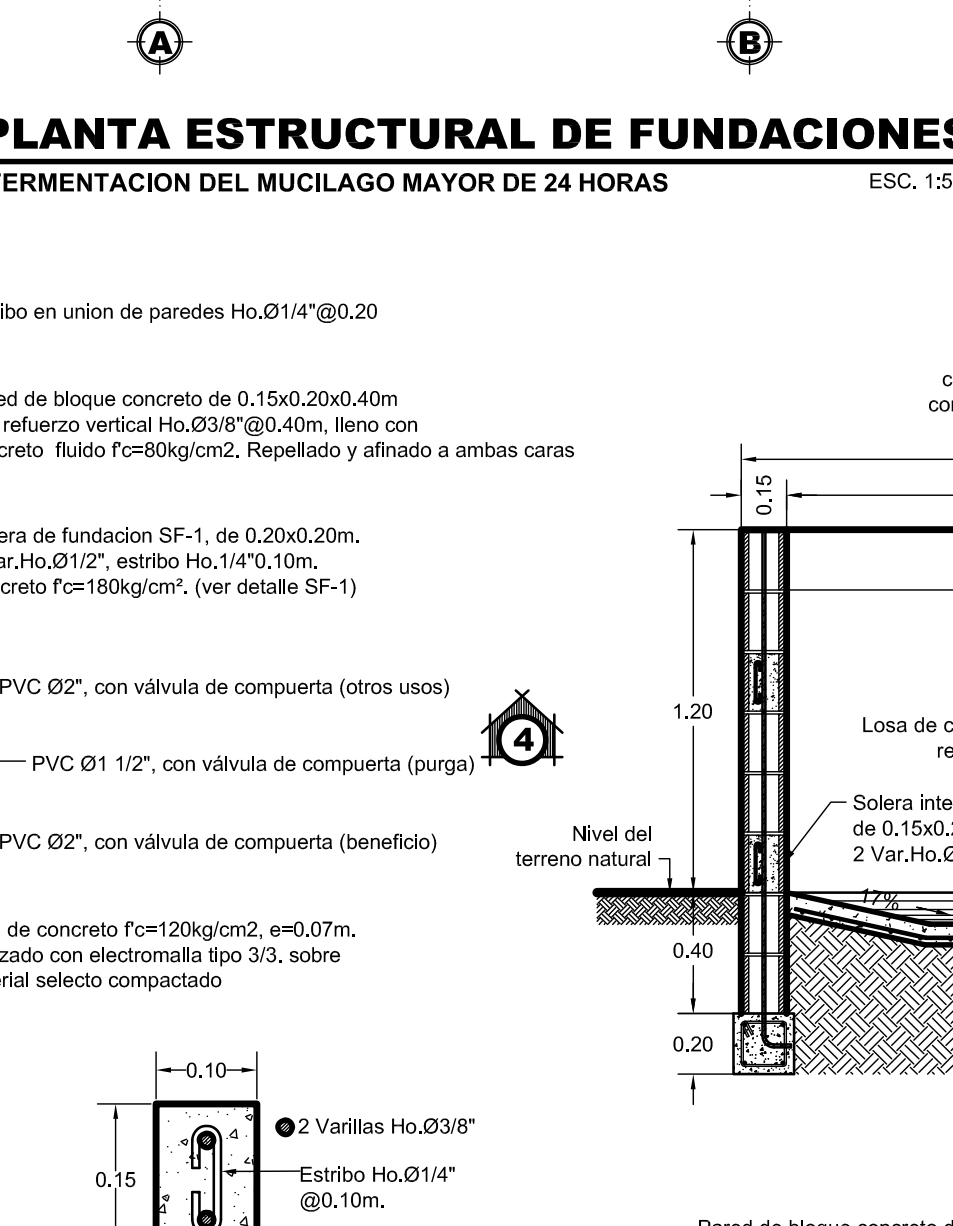 A
B
PLANTA ESTRUCTURAL DE FUNDACIONES
FERMENTACION DEL MUCILAGO MAYOR DE 24 HORAS
ESC. 1:5
ibo en union de paredes Ho.Ø1/4"@0.20
ed de bloque concreto de 0.15x0.20x0.40m
refuerzo vertical Ho.Ø3/8"@0.40m, lleno con
creto fluido f'c=80kg/cm2. Repellado y afinado a ambas caras
era de fundacion SF-1, de 0.20x0.20m.
ar.Ho.Ø1/2", estribo Ho.1/4"0.10m.
creto f'c=180kg/cm². (ver detalle SF-1)
PVC Ø2", con válvula de compuerta (otros usos)
PVC Ø1 1/2", con válvula de compuerta (purga)
4
PVC Ø2", con válvula de compuerta (beneficio)
de concreto f'c=120kg/cm2, e=0.07m.
zado con electromalla tipo 3/3. sobre
erial selecto compactado
0.10
2 Varillas Ho.Ø3/8"
0.15
Estribo Ho.Ø1/4"
@0.10m.
c
cor
0.15
1.20
Losa de c
re
Solera inte
de 0.15x0.2
2 Var.Ho.Ø
Nivel del
terreno natural
17%
0.40
0.20
Pared de bloque concreto d